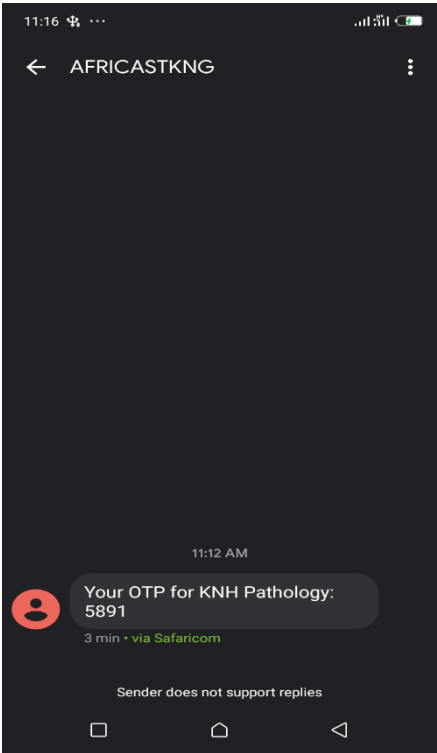 11:16
AFRICASTKNG
11:12 AM
Your OTP for KNH Pathology:
5891
3 min • via Safaricom
Sender does not support replies